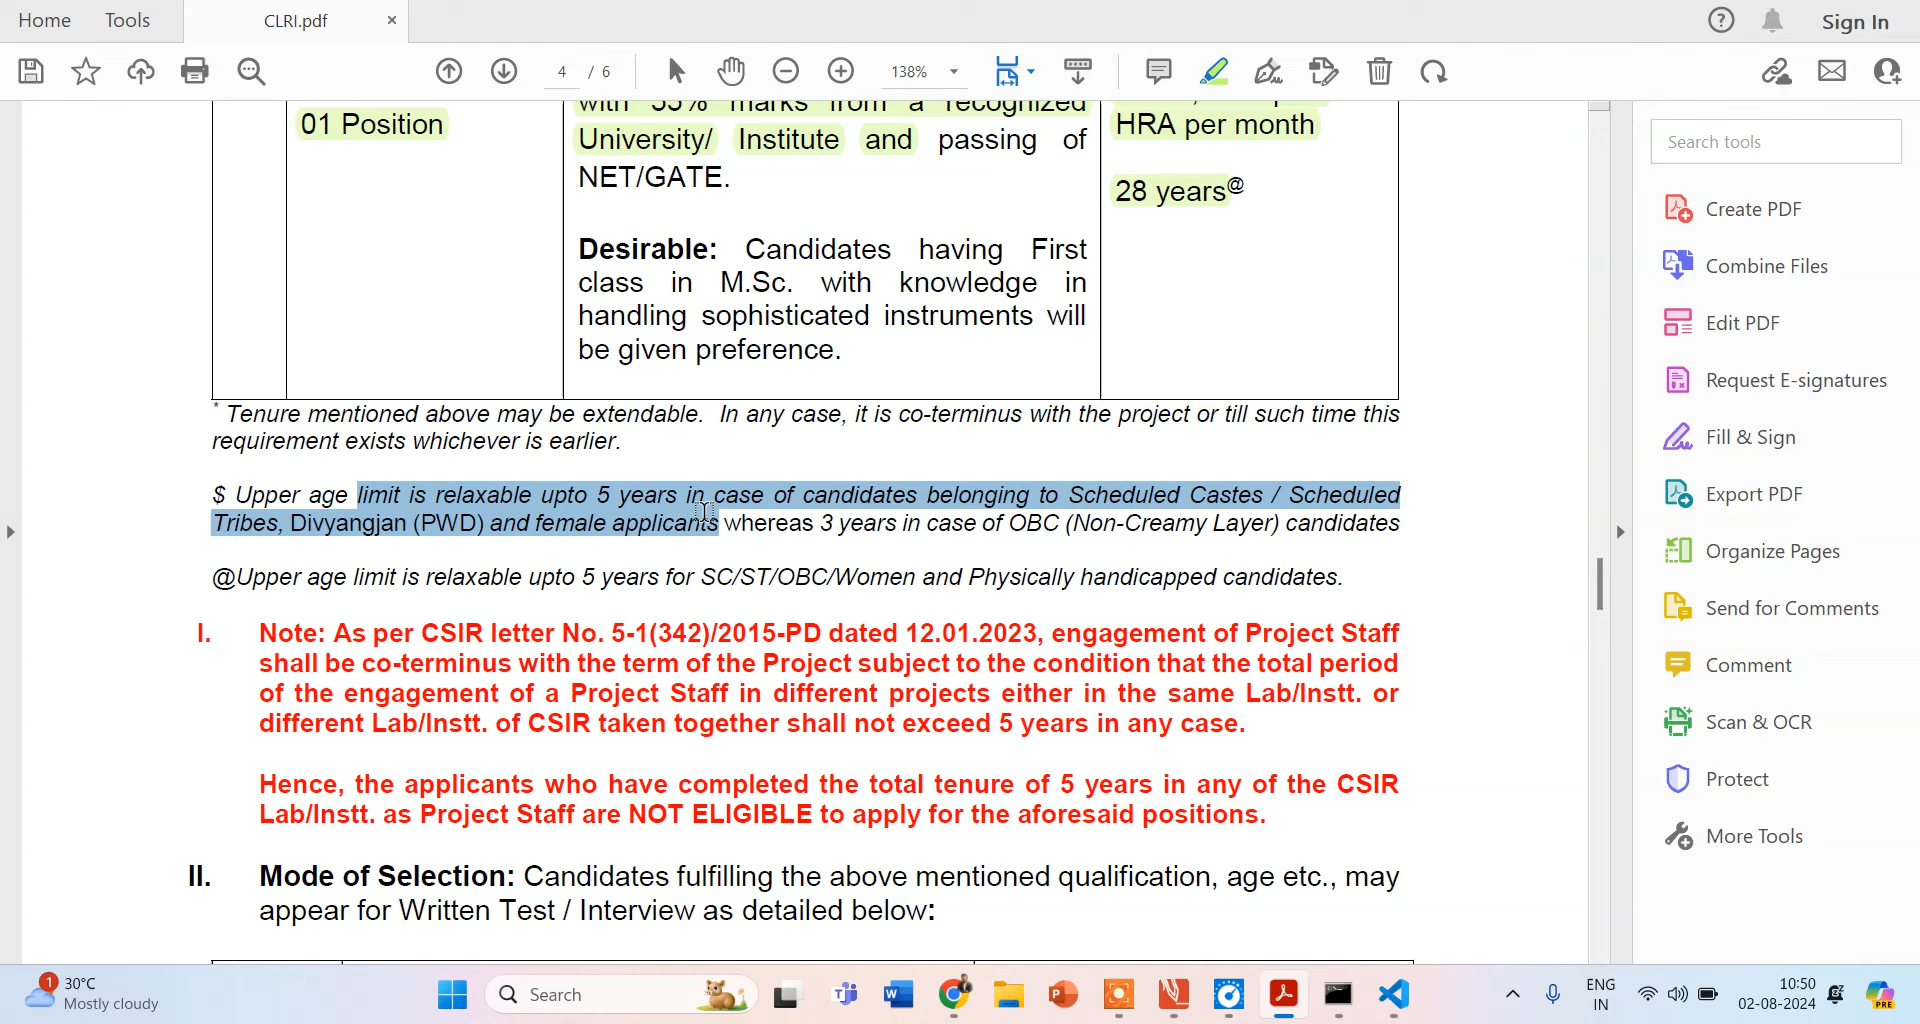 Home Tools CLRI.pdf × ? Sign In
4 / 6 138%
01 Position
with 55% marks from a recognized
University/ Institute and passing of
NET/GATE.
HRA per month
28 years@
Desirable: Candidates having First
class in M.Sc. with knowledge in
handling sophisticated instruments will
be given preference.
* Tenure mentioned above may be extendable. In any case, it is co-terminus with the project or till such time this
requirement exists whichever is earlier.
$ Upper age limit is relaxable upto 5 years in case of candidates belonging to Scheduled Castes / Scheduled
Tribes, Divyangjan (PWD) and female applicants whereas 3 years in case of OBC (Non-Creamy Layer) candidates
@Upper age limit is relaxable upto 5 years for SC/ST/OBC/Women and Physically handicapped candidates.
I. Note: As per CSIR letter No. 5-1(342)/2015-PD dated 12.01.2023, engagement of Project Staff
shall be co-terminus with the term of the Project subject to the condition that the total period
of the engagement of a Project Staff in different projects either in the same Lab/Instt. or
different Lab/Instt. of CSIR taken together shall not exceed 5 years in any case.
Hence, the applicants who have completed the total tenure of 5 years in any of the CSIR
Lab/Instt. as Project Staff are NOT ELIGIBLE to apply for the aforesaid positions.
II. Mode of Selection: Candidates fulfilling the above mentioned qualification, age etc., may
appear for Written Test / Interview as detailed below:
Search tools
Create PDF
Combine Files
Edit PDF
Request E-signatures
Fill & Sign
Export PDF
Organize Pages
Send for Comments
Comment
Scan & OCR
Protect
More Tools
1
30°C
Mostly cloudy
Search
ENG
IN
10:50
02-08-2024
PRE